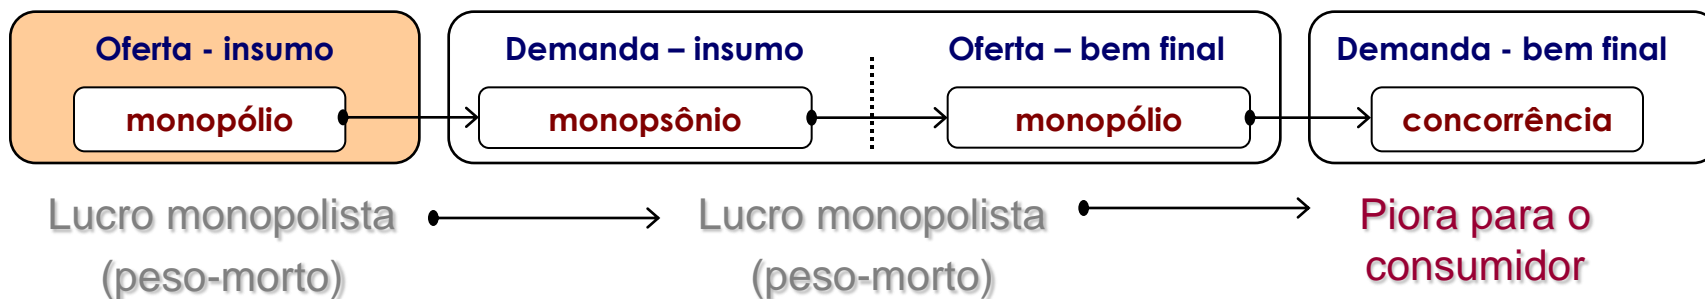 Oferta - insumo
Demanda – insumo
Oferta – bem final
Demanda - bem final
monopólio
monopsônio
monopólio
concorrência
Lucro monopolista
(peso-morto)
Lucro monopolista
(peso-morto)
Piora para o
consumidor